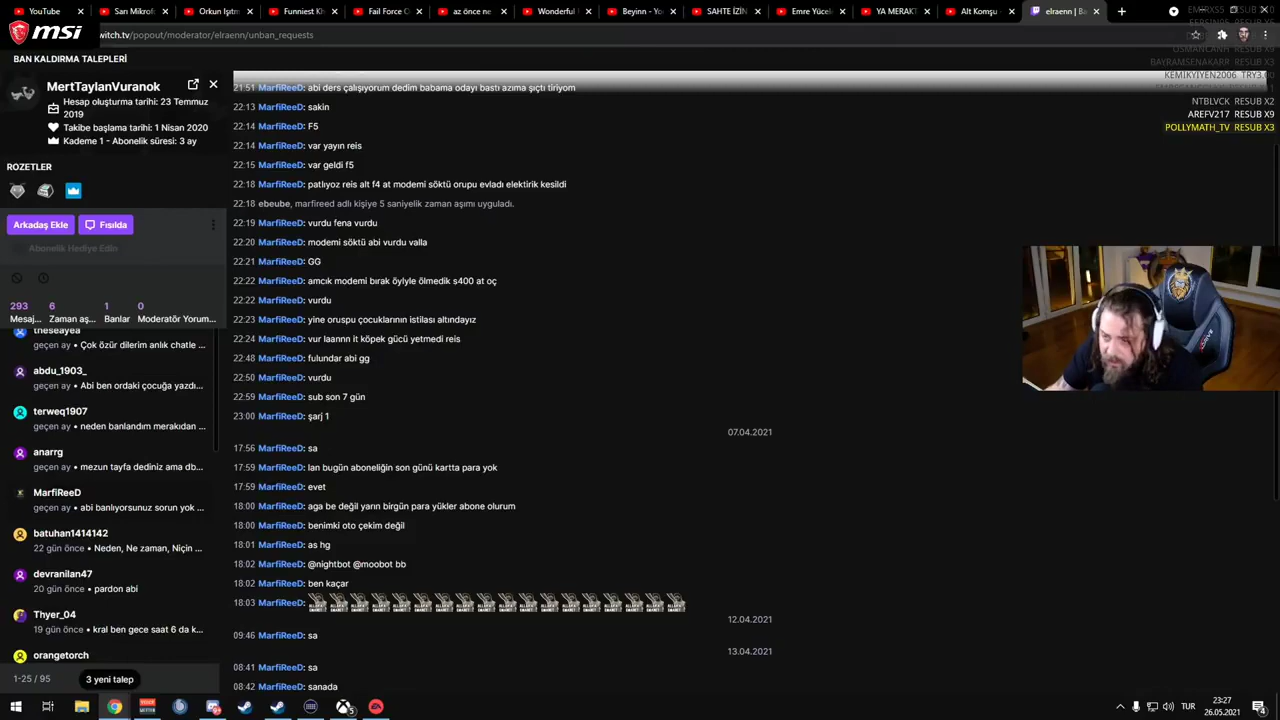 YouTube
Sarı Mikrof
Orkun Işıtm
Funniest Kh
Fail Force C
az önce ne
Wonderful
Beyinn - Yo
SAHTE İZİN
Emre Yücel
YA MERAKT
Alt Komşu
elraenn | Ba
msi
witch.tv/popout/moderator/elraenn/unban_requests
OSMANCANH RESUB X3
BAYRAMSENAKARR RESUB X3
KEMIKYIYEN2006 TRY3.00
NTBLVCK RESUB X2
AREFV217 RESUB X9
POLLYMATH_TV RESUB X3
BAN KALDIRMA TALEPLERİ
MertTaylanVuranok
Hesap oluşturma tarihi: 23 Temmuz
2019
Takibe başlama tarihi: 1 Nisan 2020
Kademe 1 - Abonelik süresi: 3 ay
ROZETLER
Arkadaş Ekle
Fısılda
Abonelik Hediye Edin
293
6
1
0
Mesaj...
Zaman aş...
Banlar
Moderatör Yorum...
theseayea
geçen ay • Çok özür dilerim anlık chatle ...
abdu_1903_
geçen ay • Abi ben ordaki çocuğa yazdı...
terweq1907
geçen ay • neden banlandım merakıdan ...
anarrg
geçen ay • mezun tayfa dediniz ama db...
MarfiReeD
geçen ay • abi banlıyorsunuz sorun yok ...
batuhan1414142
22 gün önce • Neden, Ne zaman, Niçin ...
devranilan47
20 gün önce • pardon abi
Thyer_04
19 gün önce • kral ben gece saat 6 da k...
orangetorch
1-25 / 95
3 yeni talep
21:51 MarfiReeD: abi ders çalışıyorum dedim babama odayı bastı azıma şıçtı tiriyom
22:13 MarfiReeD: sakin
22:14 MarfiReeD: F5
22:14 MarfiReeD: var yayın reis
22:15 MarfiReeD: var geldi f5
22:18 MarfiReeD: patlıyoz reis alt f4 at modemi söktü orupu evladı elektirik kesildi
22:18 ebeube, marfireed adlı kişiye 5 saniyelik zaman aşımı uyguladı.
22:19 MarfiReeD: vurdu fena vurdu
22:20 MarfiReeD: modemi söktü abi vurdu valla
22:21 MarfiReeD: GG
22:22 MarfiReeD: amcık modemi bırak öylyle ölmedik s400 at oç
22:22 MarfiReeD: vurdu
22:23 MarfiReeD: yine oruspu çocuklarının istilası altındayız
22:24 MarfiReeD: vur laannn it köpek gücü yetmedi reis
22:48 MarfiReeD: fulundar abi gg
22:50 MarfiReeD: vurdu
22:59 MarfiReeD: sub son 7 gün
23:00 MarfiReeD: şarj 1
07.04.2021
17:56 MarfiReeD: sa
17:59 MarfiReeD: lan bugün aboneliğin son günü kartta para yok
17:59 MarfiReeD: evet
18:00 MarfiReeD: aga be değil yarın birgün para yükler abone olurum
18:00 MarfiReeD: benimki oto çekim değil
18:01 MarfiReeD: as hg
18:02 MarfiReeD: @nightbot @moobot bb
18:02 MarfiReeD: ben kaçar
18:03 MarfiReeD:
12.04.2021
09:46 MarfiReeD: sa
13.04.2021
08:41 MarfiReeD: sa
08:42 MarfiReeD: sanada
TUR
23:27
26.05.2021